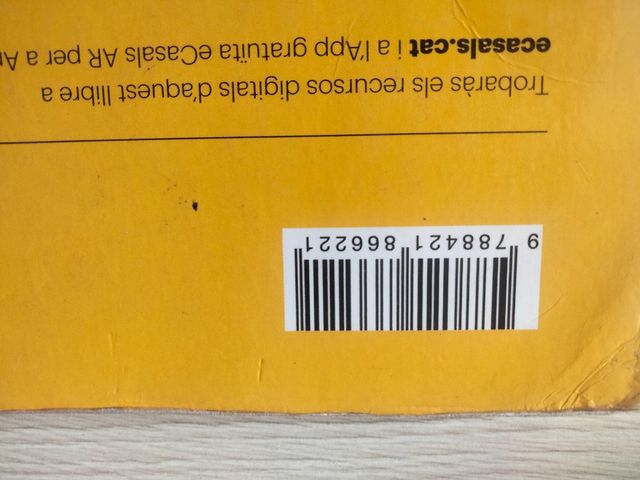 Trobaràs els recursos digitals d'aquest llibre a
ecasals.cat i a l'App gratuïta eCasals AR per a
9 788421 866221